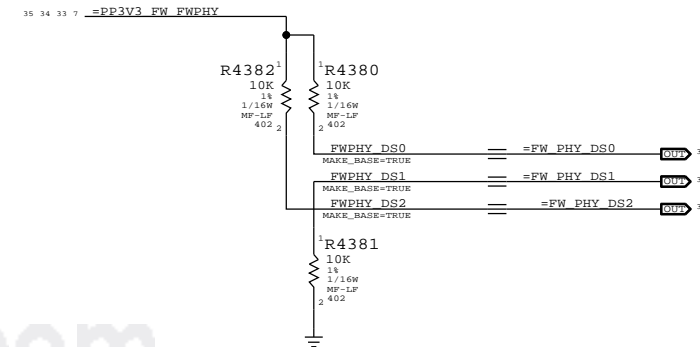 35 34 33 7 =PP3V3_FW_FWPHY
R4382 1
10K
1%
1/16W
MF-LF
402 2
1 R4380
10K
1%
1/16W
MF-LF
2 402
FWPHY_DS0 =FW_PHY_DS0 OUT
MAKE_BASE=TRUE
FWPHY_DS1 =FW_PHY_DS1 OUT
MAKE_BASE=TRUE
FWPHY_DS2 =FW_PHY_DS2 OUT
MAKE_BASE=TRUE
1 R4381
10K
1%
1/16W
MF-LF
2 402